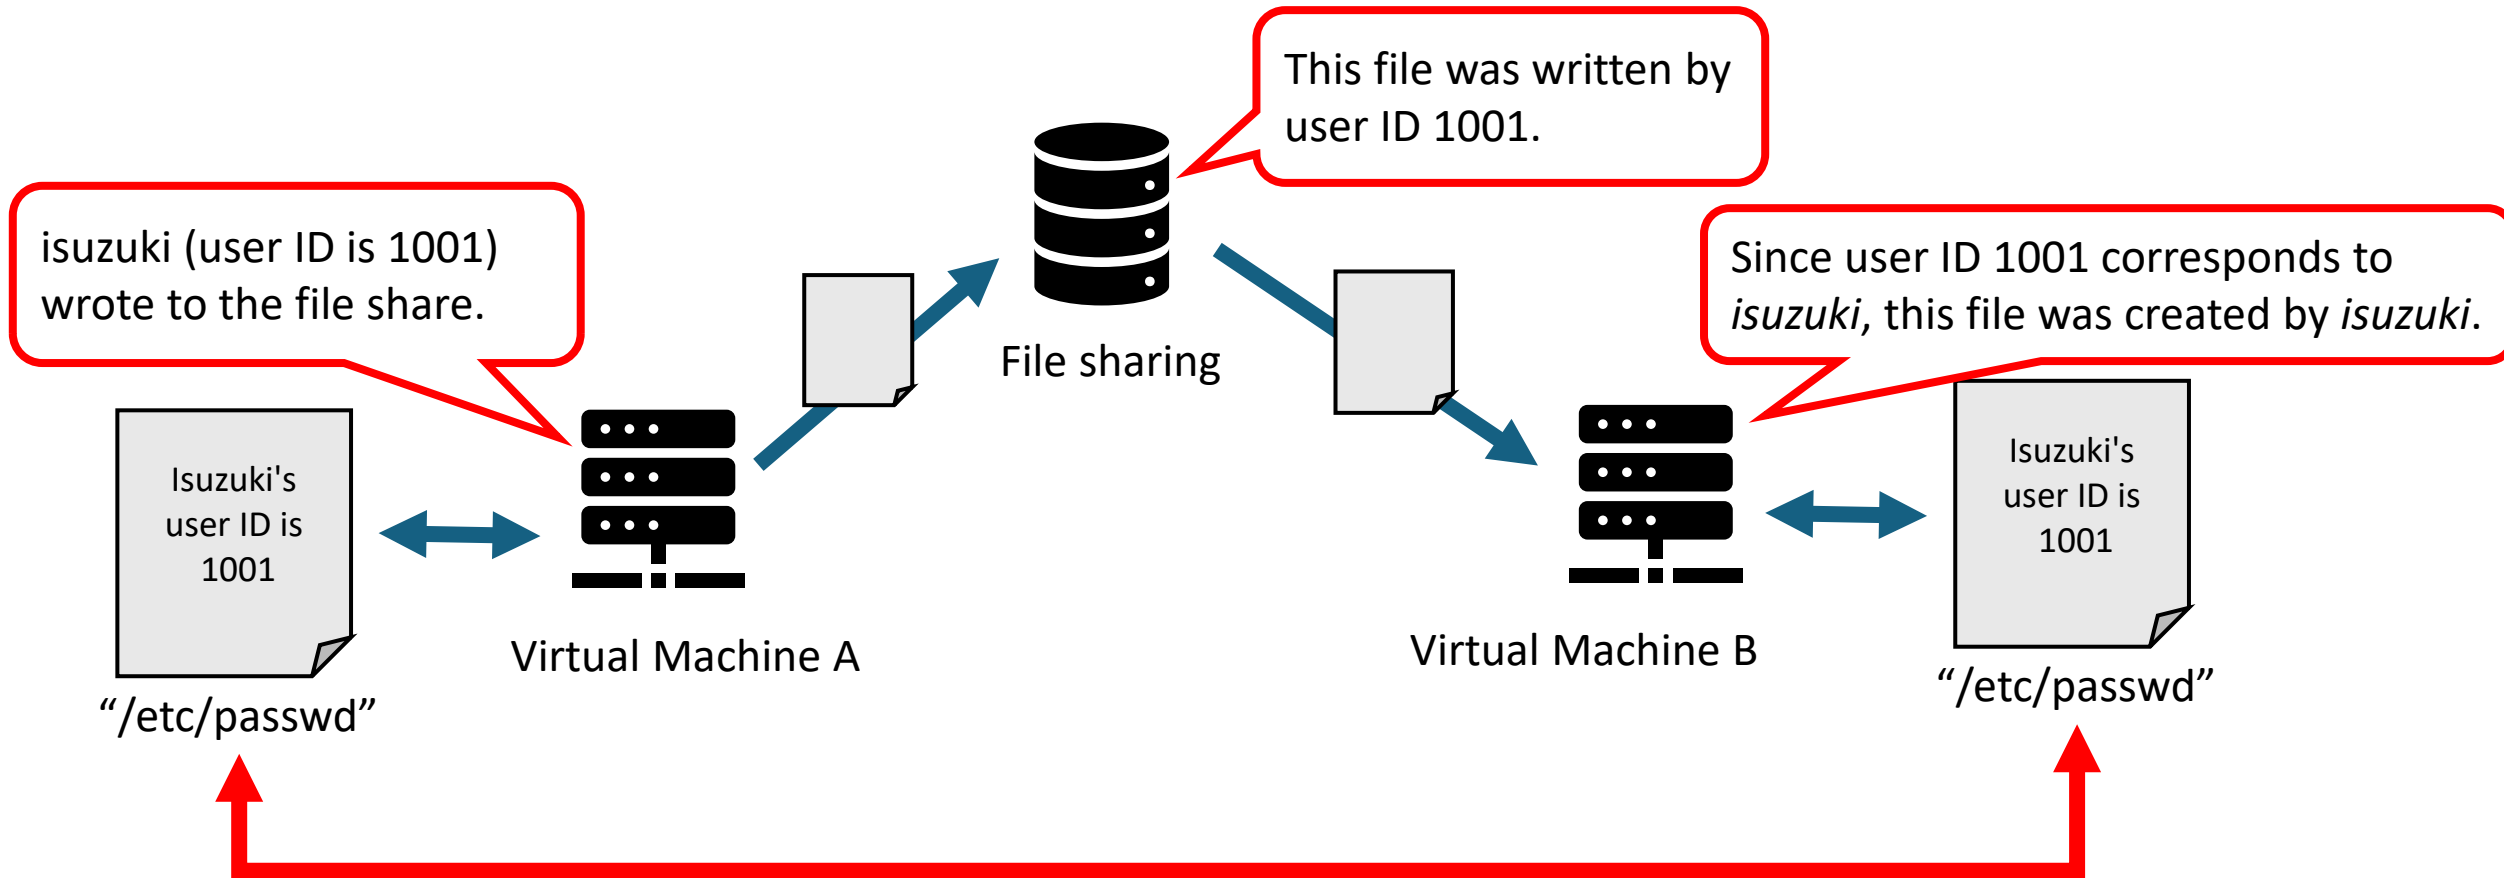 This file was written by
user ID 1001.
isuzuki (user ID is 1001)
wrote to the file share.
Since user ID 1001 corresponds to
isuzuki, this file was created by isuzuki.
File sharing
Isuzuki's
user ID is
1001
Isuzuki's
user ID is
1001
Virtual Machine A
Virtual Machine B
“/etc/passwd”
“/etc/passwd”